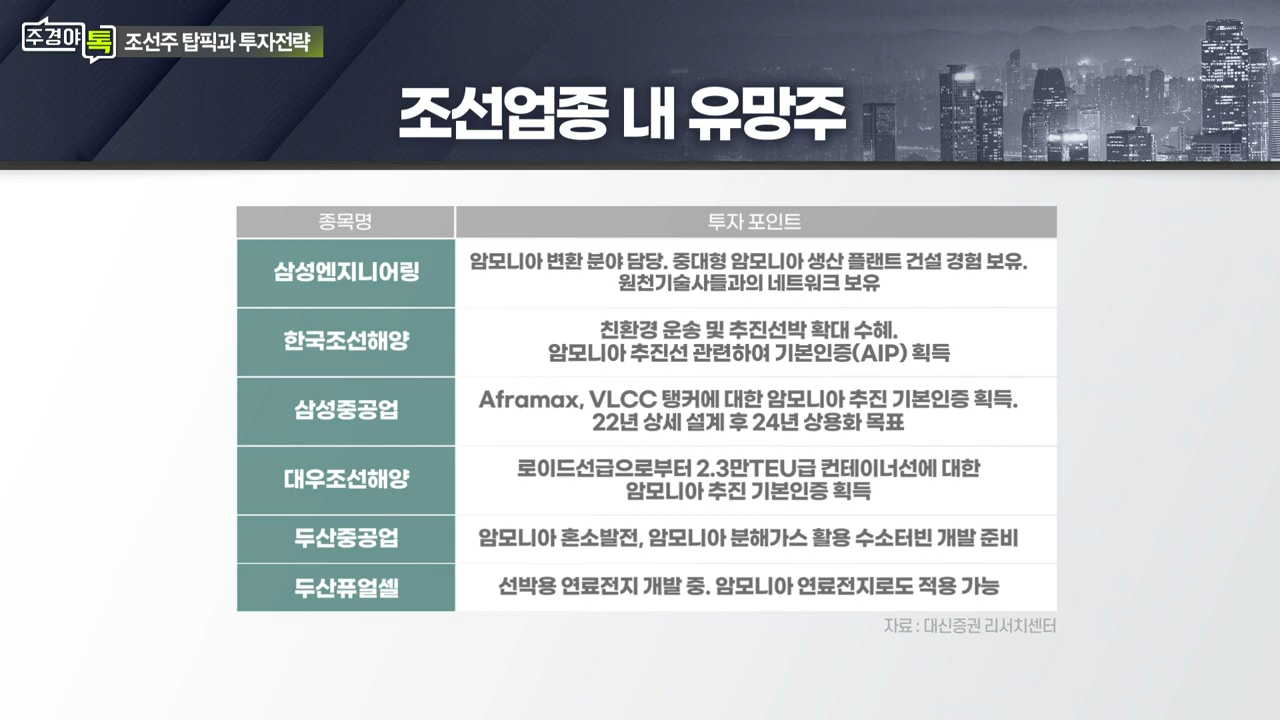 주경야톡 조선주 탑픽과 투자전략
조선업종 내 유망주
종목명 투자 포인트
삼성엔지니어링
암모니아 변환 분야 담당. 중대형 암모니아 생산 플랜트 건설 경험 보유.
원천기술사들과의 네트워크 보유
한국조선해양
친환경 운송 및 추진선박 확대 수혜.
암모니아 추진선 관련하여 기본인증(AIP) 획득
삼성중공업
Aframax, VLCC 탱커에 대한 암모니아 추진 기본인증 획득.
22년 상세 설계 후 24년 상용화 목표
대우조선해양
로이드선급으로부터 2.3만TEU급 컨테이너선에 대한
암모니아 추진 기본인증 획득
두산중공업
암모니아 혼소발전, 암모니아 분해가스 활용 수소터빈 개발 준비
두산퓨얼셀
선박용 연료전지 개발 중. 암모니아 연료전지로도 적용 가능
자료 : 대신증권 리서치센터